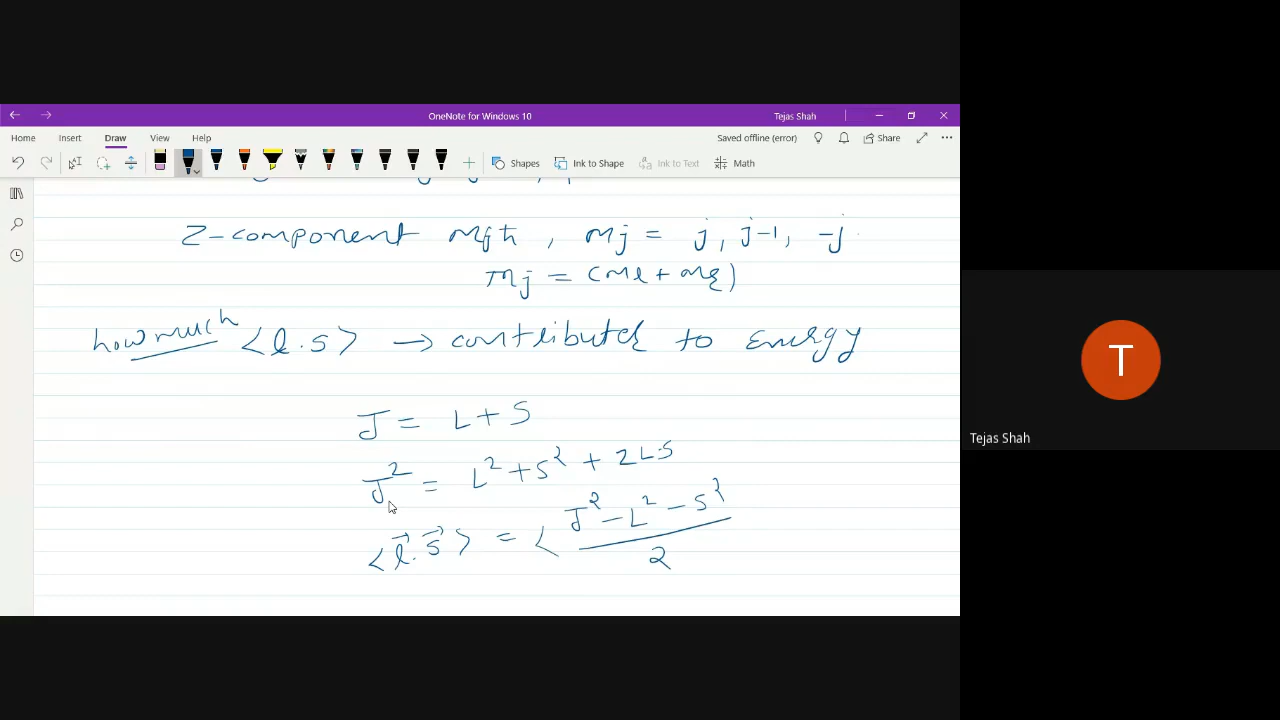 OneNote for Windows 10
Tejas Shah
Home Insert Draw View Help
Saved offline (error)
Share
Shapes
Ink to Shape
Ink to Text
Math
Z-component mjħ, mj = j, j-1, -j
mj = (ml + ms)
how much <l.s> → contributes to energy
J = L + S
J² = L² + S² + 2L.S
<l⃗.s⃗> = < J² - L² - S² / 2
T
Tejas Shah